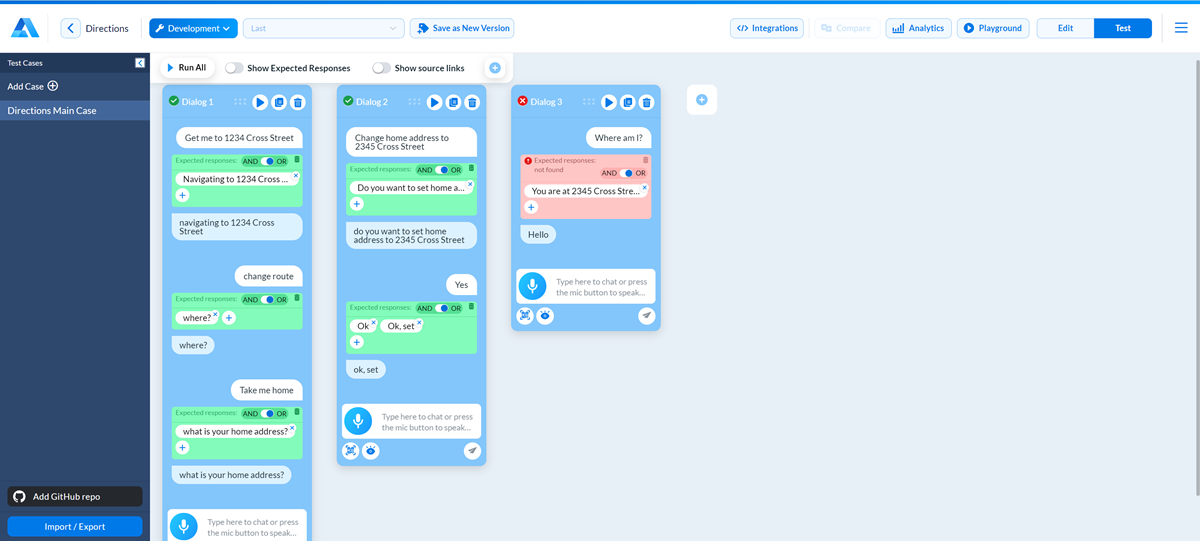 Directions
Development
Last
Save as New Version
Integrations
Compare
Analytics
Playground
Edit
Test
Test Cases
Add Case
Directions Main Case
Add GitHub repo
Import / Export
Run All
Show Expected Responses
Show source links
Dialog 1
Get me to 1234 Cross Street
Expected responses:
AND
OR
Navigating to 1234 Cross ...
navigating to 1234 Cross
Street
change route
Expected responses:
AND
OR
where?
where?
Take me home
Expected responses:
AND
OR
what is your home address?
what is your home address?
Type here to chat or press
the mic button to speak...
Dialog 2
Change home address to
2345 Cross Street
Expected responses:
AND
OR
Do you want to set home a...
do you want to set home
address to 2345 Cross Street
Yes
Expected responses:
AND
OR
Ok
Ok, set
ok, set
Type here to chat or press
the mic button to speak...
Dialog 3
Where am I?
Expected responses:
not found
AND
OR
You are at 2345 Cross Stre...
Hello
Type here to chat or press
the mic button to speak...